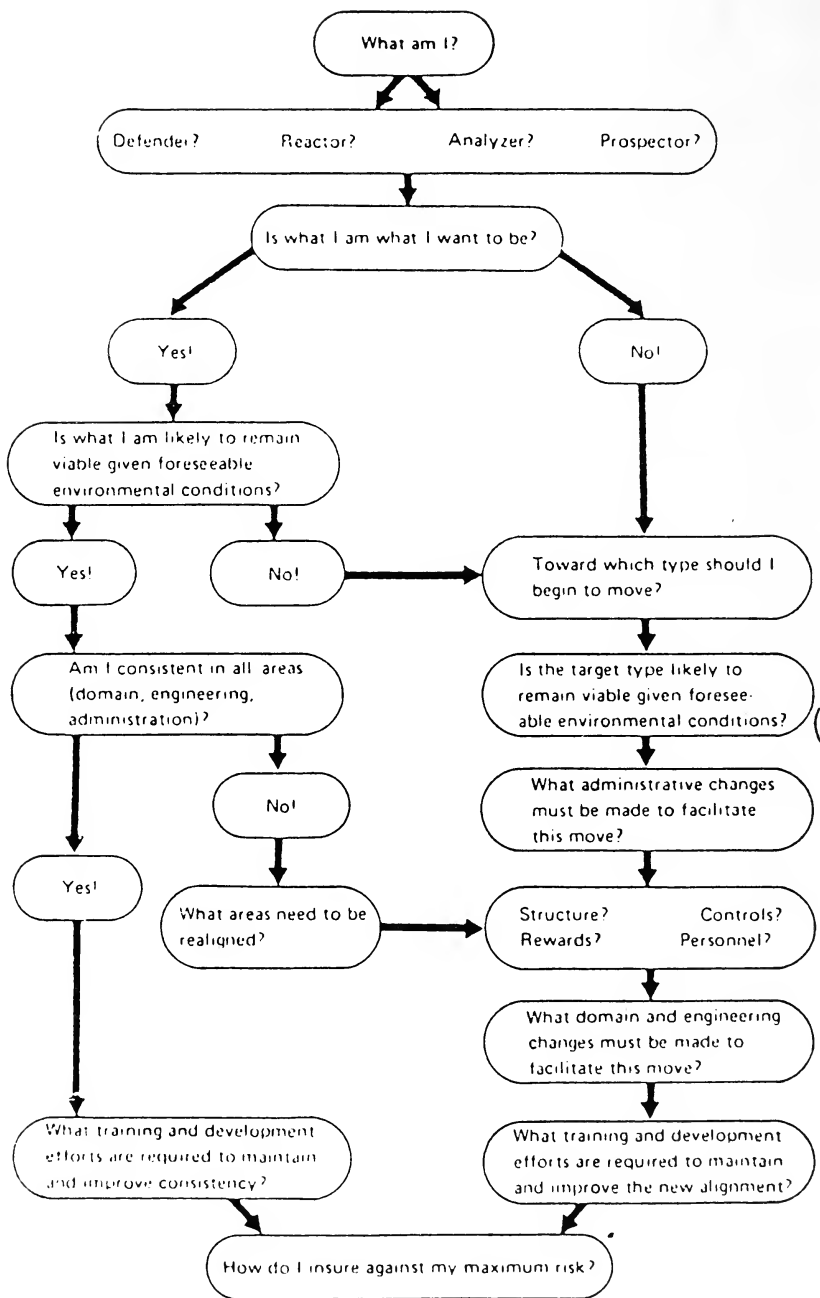 What am I?
Defender? Reactor? Analyzer? Prospector?
Is what I am what I want to be?
Yes!
No!
Is what I am likely to remain
viable given foreseeable
environmental conditions?
Yes!
No!
Toward which type should I
begin to move?
Am I consistent in all areas
(domain, engineering,
administration)?
Is the target type likely to
remain viable given foresee-
able environmental conditions?
No!
What administrative changes
must be made to facilitate
this move?
Yes!
What areas need to be
realigned?
Structure? Controls?
Rewards? Personnel?
What domain and engineering
changes must be made to
facilitate this move?
What training and development
efforts are required to maintain
and improve consistency?
What training and development
efforts are required to maintain
and improve the new alignment?
How do I insure against my maximum risk?